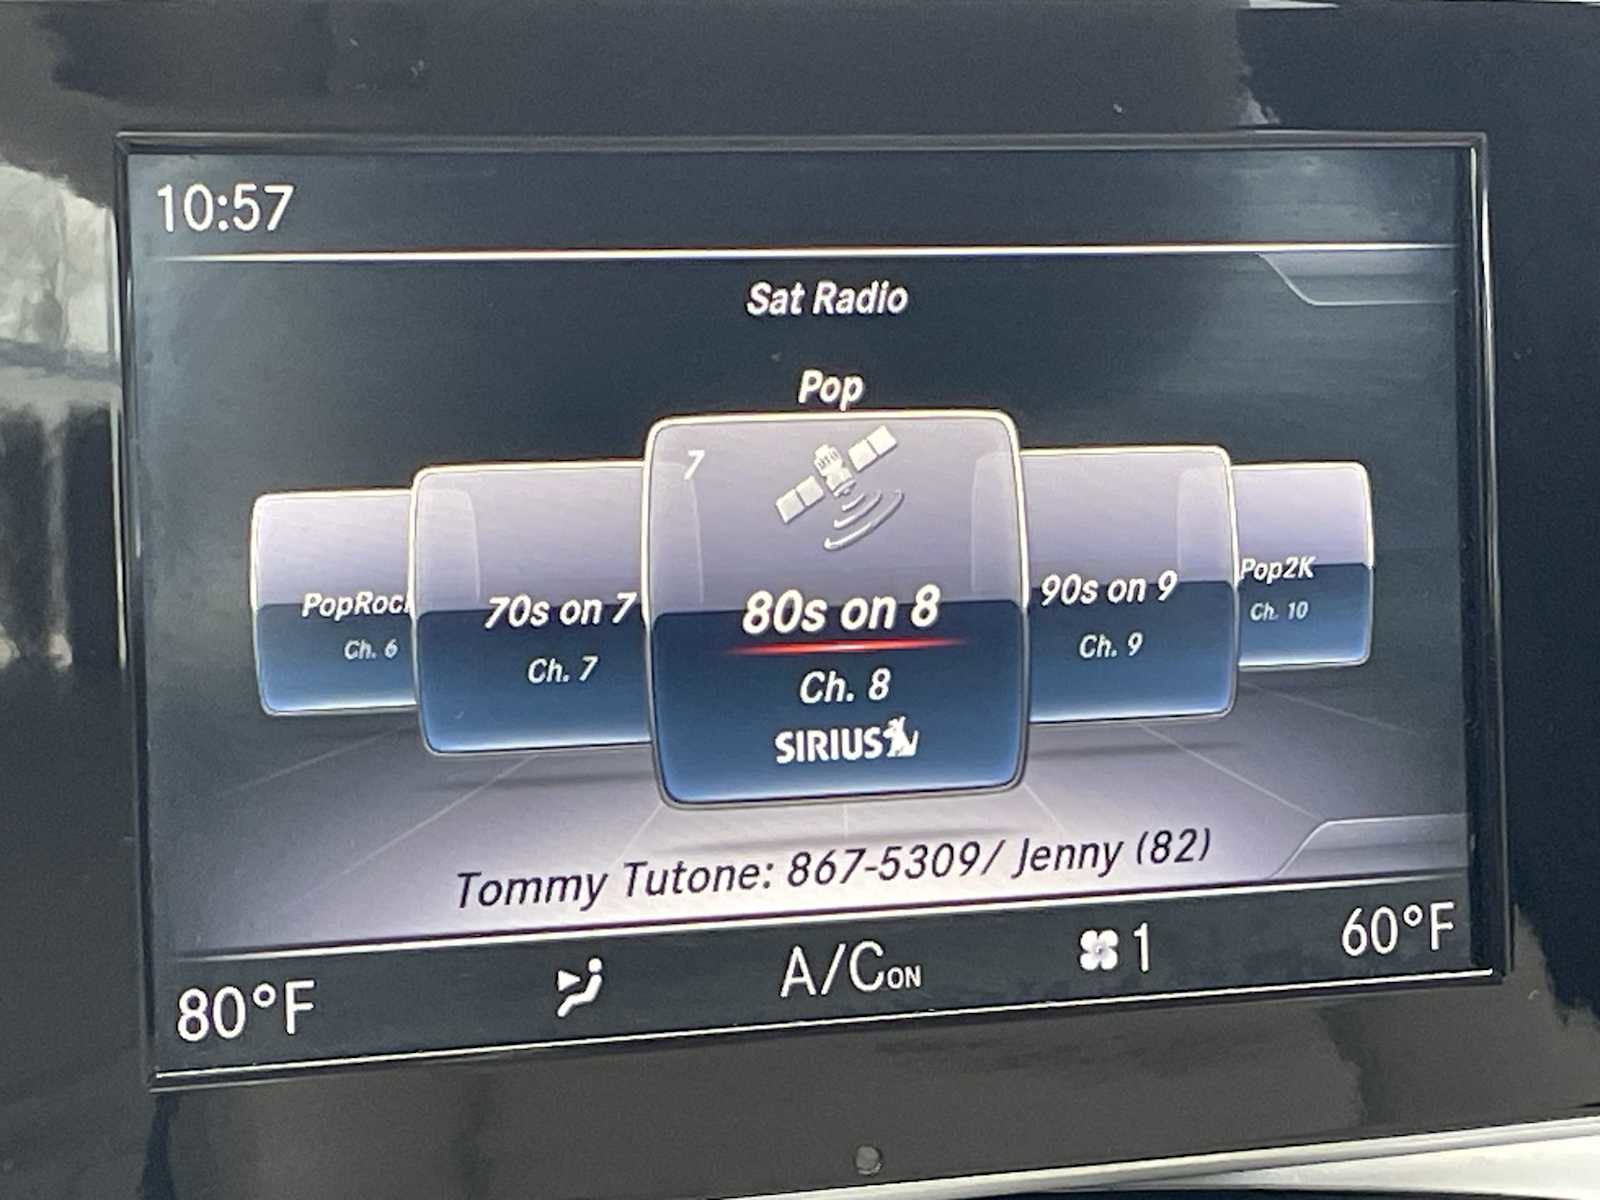 10:57
Sat Radio
Pop
7
PopRock
Ch. 6
70s on 7
Ch. 7
80s on 8
Ch. 8
SIRIUS
90s on 9
Ch. 9
Pop2K
Ch. 10
Tommy Tutone: 867-5309/ Jenny (82)
80°F
A/C ON
1
60°F